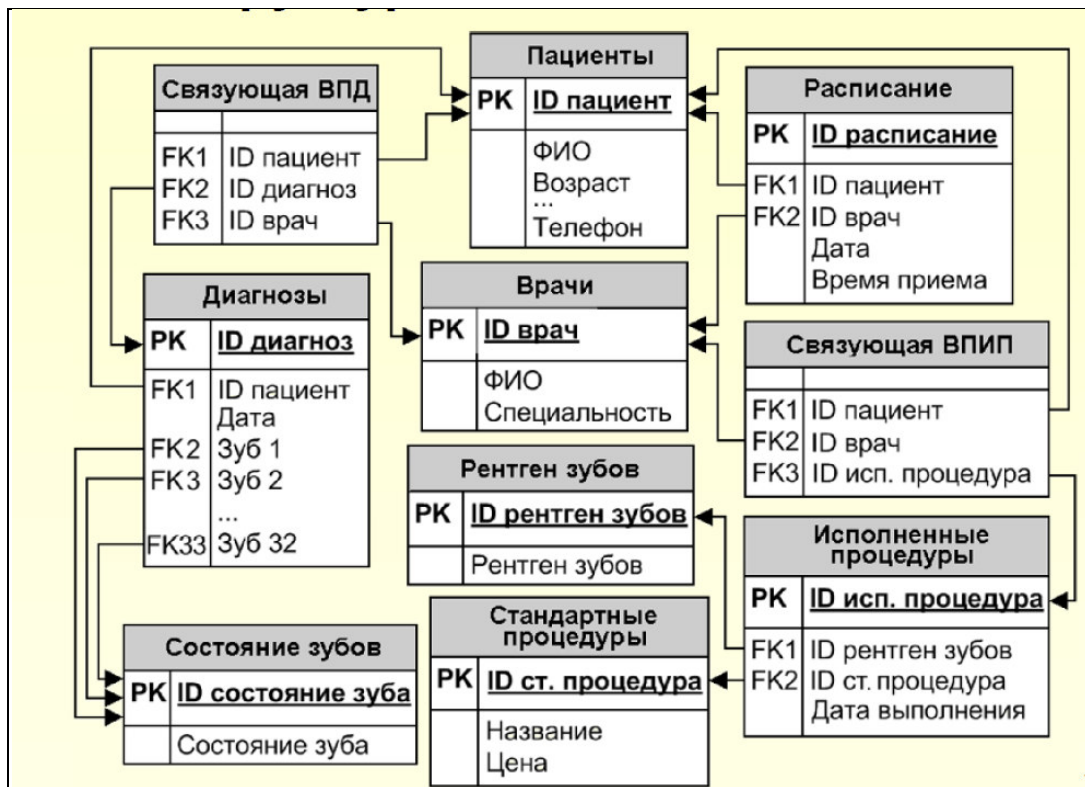 Связующая ВПД
FK1 ID пациент
FK2 ID диагноз
FK3 ID врач
Пациенты
PK ID пациент
ФИО
Возраст
...
Телефон
Расписание
PK ID расписание
FK1 ID пациент
FK2 ID врач
Дата
Время приема
Диагнозы
PK ID диагноз
FK1 ID пациент
Дата
FK2 Зуб 1
FK3 Зуб 2
...
FK33 Зуб 32
Врачи
PK ID врач
ФИО
Специальность
Связующая ВПИП
FK1 ID пациент
FK2 ID врач
FK3 ID исп. процедура
Рентген зубов
PK ID рентген зубов
Рентген зубов
Исполненные
процедуры
PK ID исп. процедура
FK1 ID рентген зубов
FK2 ID ст. процедура
Дата выполнения
Состояние зубов
PK ID состояние зуба
Состояние зуба
Стандартные
процедуры
PK ID ст. процедура
Название
Цена